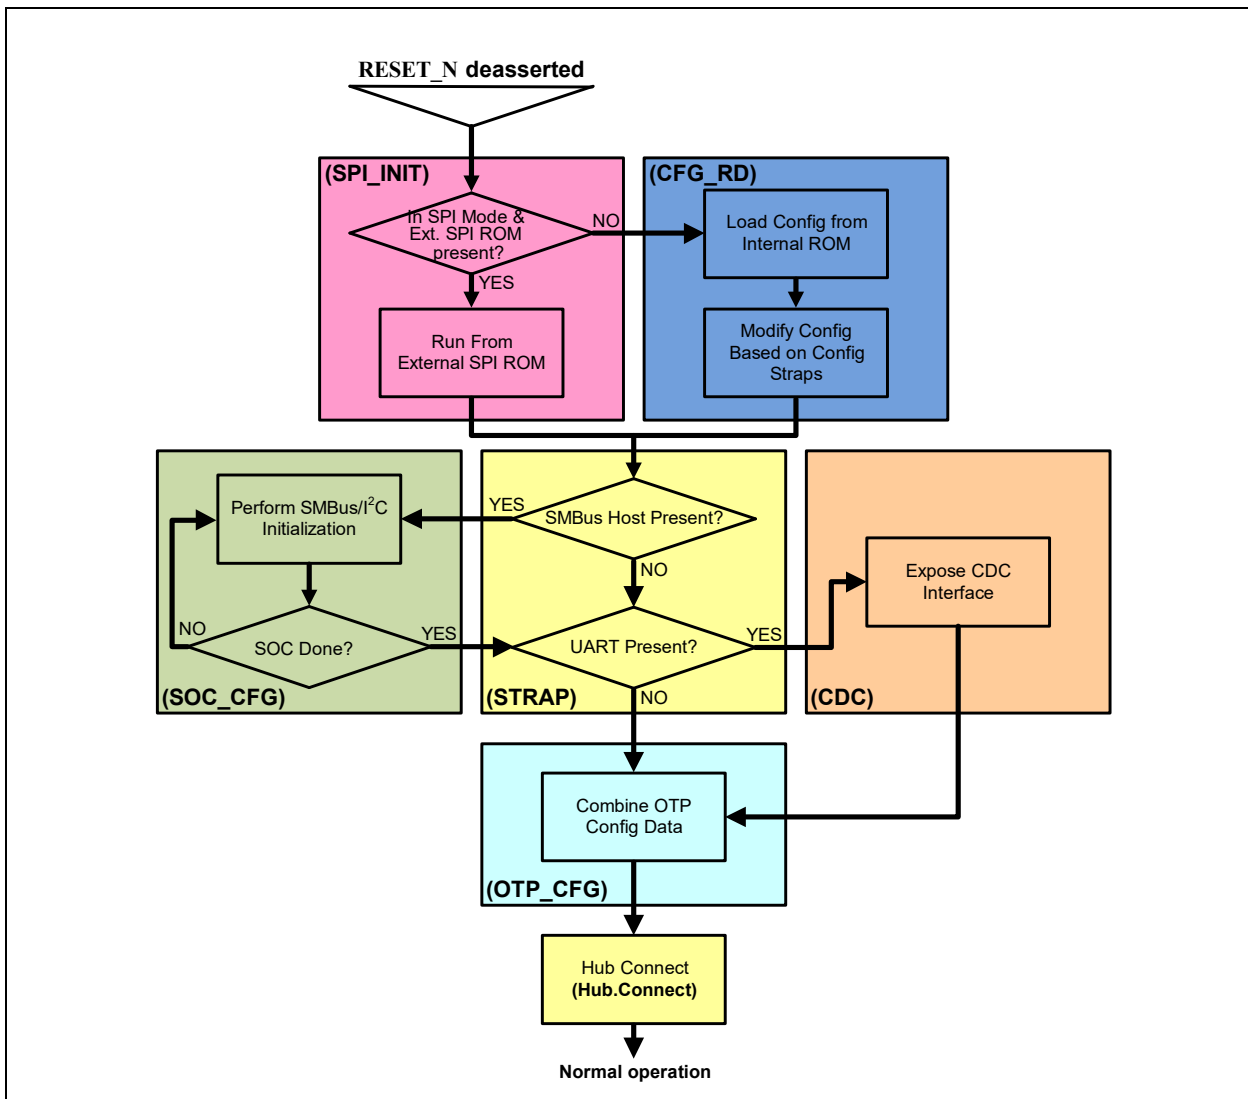 RESET_N deasserted
(SPI_INIT)
(CFG_RD)
In SPI Mode &
Ext. SPI ROM
present?
NO
Load Config from
Internal ROM
YES
Run From
External SPI ROM
Modify Config
Based on Config
Straps
Perform SMBus/I²C
Initialization
YES
SMBus Host Present?
NO
Expose CDC
Interface
NO
SOC Done?
YES
UART Present?
YES
(SOC_CFG)
(STRAP)
NO
(CDC)
Combine OTP
Config Data
(OTP_CFG)
Hub Connect
(Hub.Connect)
Normal operation